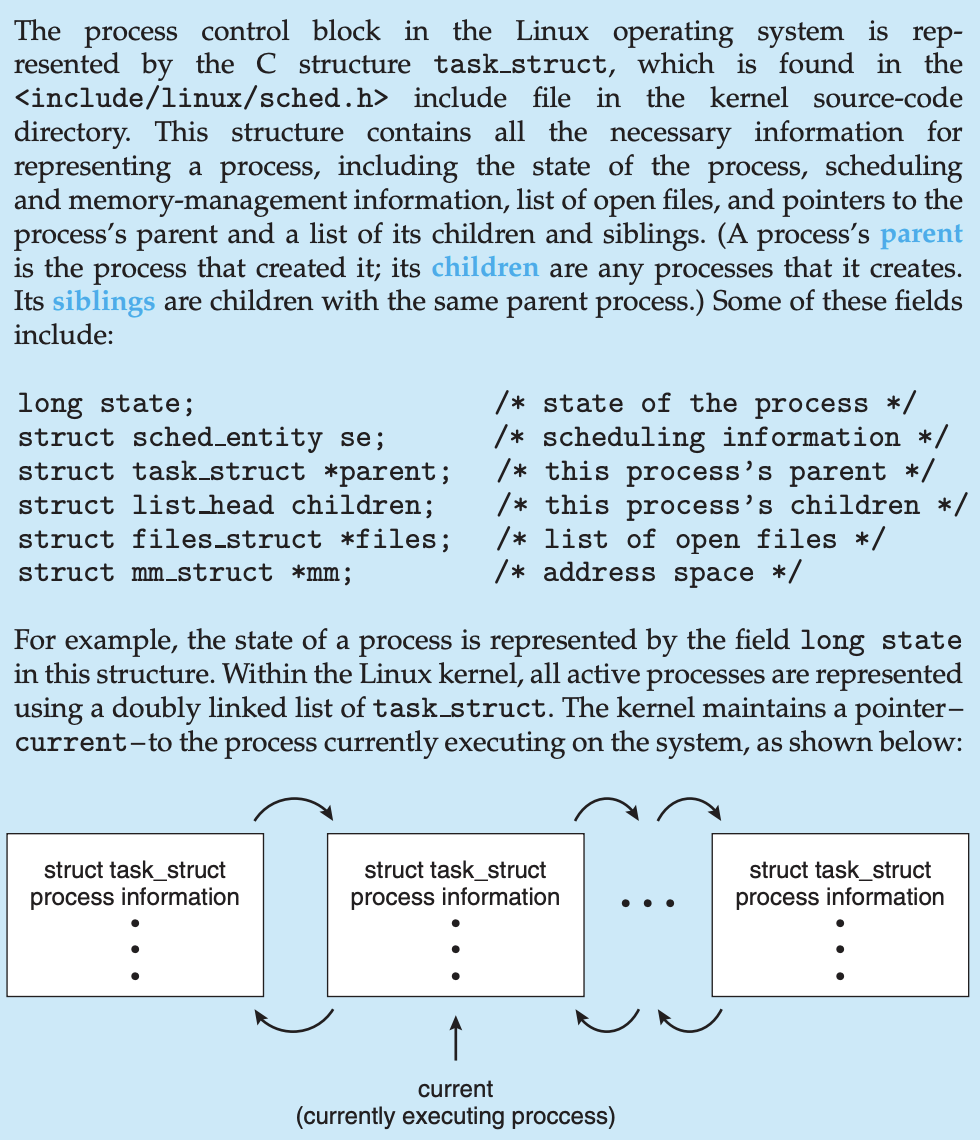 The process control block in the Linux operating system is rep-
resented by the C structure task_struct, which is found in the
<include/linux/sched.h> include file in the kernel source-code
directory. This structure contains all the necessary information for
representing a process, including the state of the process, scheduling
and memory-management information, list of open files, and pointers to the
process's parent and a list of its children and siblings. (A process's parent
is the process that created it; its children are any processes that it creates.
Its siblings are children with the same parent process.) Some of these fields
include:
long state; /* state of the process */
struct sched_entity se; /* scheduling information */
struct task_struct *parent; /* this process's parent */
struct list_head children; /* this process's children */
struct files_struct *files; /* list of open files */
struct mm_struct *mm; /* address space */
For example, the state of a process is represented by the field long state
in this structure. Within the Linux kernel, all active processes are represented
using a doubly linked list of task_struct. The kernel maintains a pointer–
current–to the process currently executing on the system, as shown below:
struct task_struct
process information
struct task_struct
process information
struct task_struct
process information
current
(currently executing proccess)